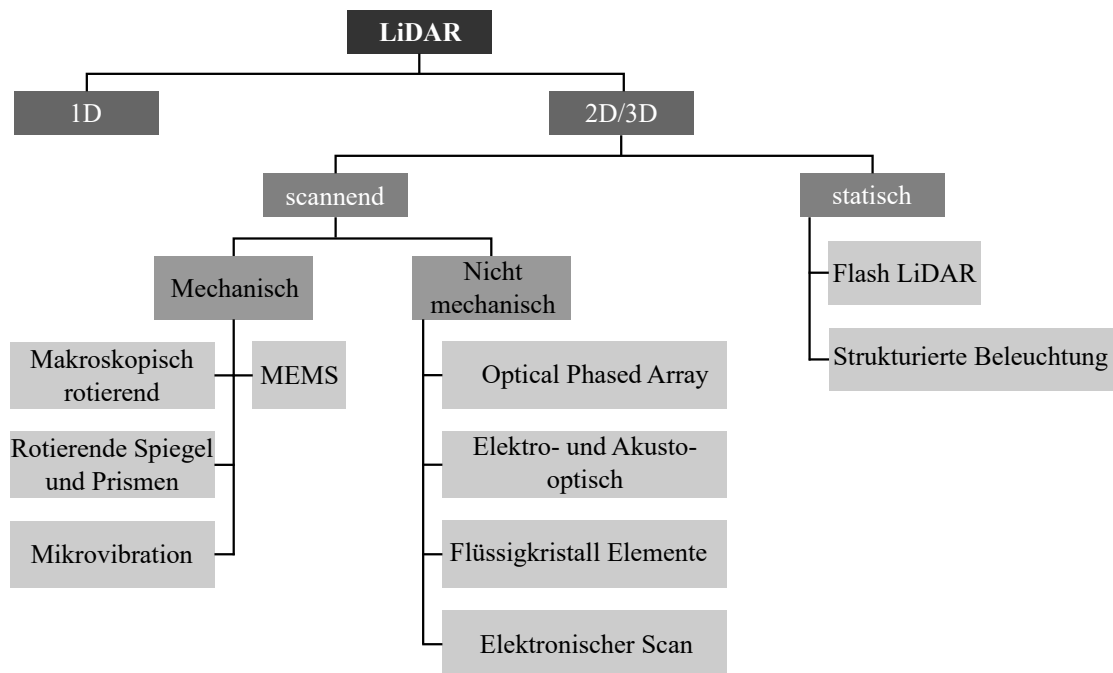 LiDAR
1D
2D/3D
scannend
statisch
Mechanisch
Nicht
mechanisch
Flash LiDAR
Makroskopisch
rotierend
MEMS
Optical Phased Array
Strukturierte Beleuchtung
Rotierende Spiegel
und Prismen
Elektro- und Akusto-
optisch
Mikrovibration
Flüssigkristall Elemente
Elektronischer Scan